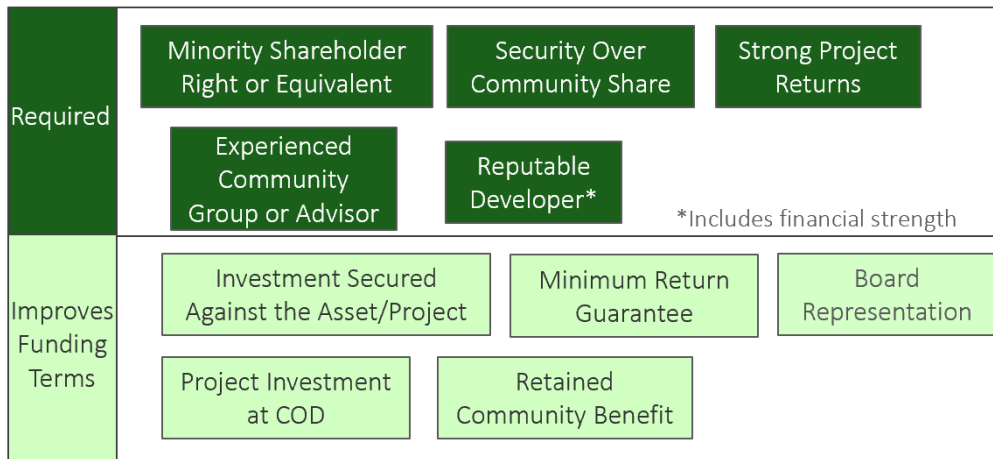 Required
Minority Shareholder
Right or Equivalent
Security Over
Community Share
Strong Project
Returns
Experienced
Community
Group or Advisor
Reputable
Developer*
*Includes financial strength
Improves
Funding
Terms
Investment Secured
Against the Asset/Project
Minimum Return
Guarantee
Board
Representation
Project Investment
at COD
Retained
Community Benefit